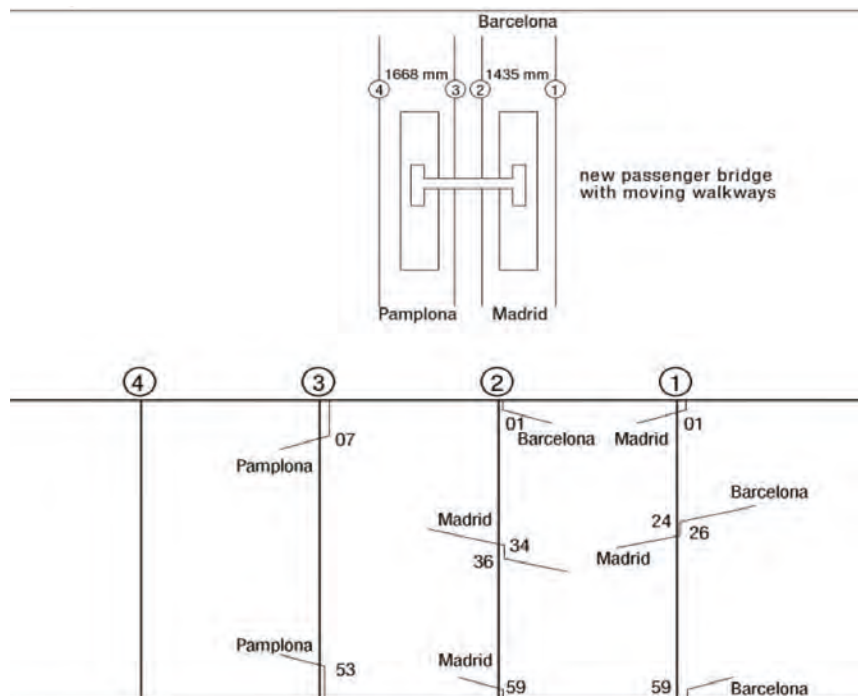 Barcelona
1668 mm 1435 mm
4 3 2 1
new passenger bridge
with moving walkways
Pamplona Madrid
4 3 2 1
01 01
Barcelona Madrid
07
Pamplona
Barcelona
Madrid 24
34 26
36 Madrid
Pamplona
53
Madrid
59 59 Barcelona